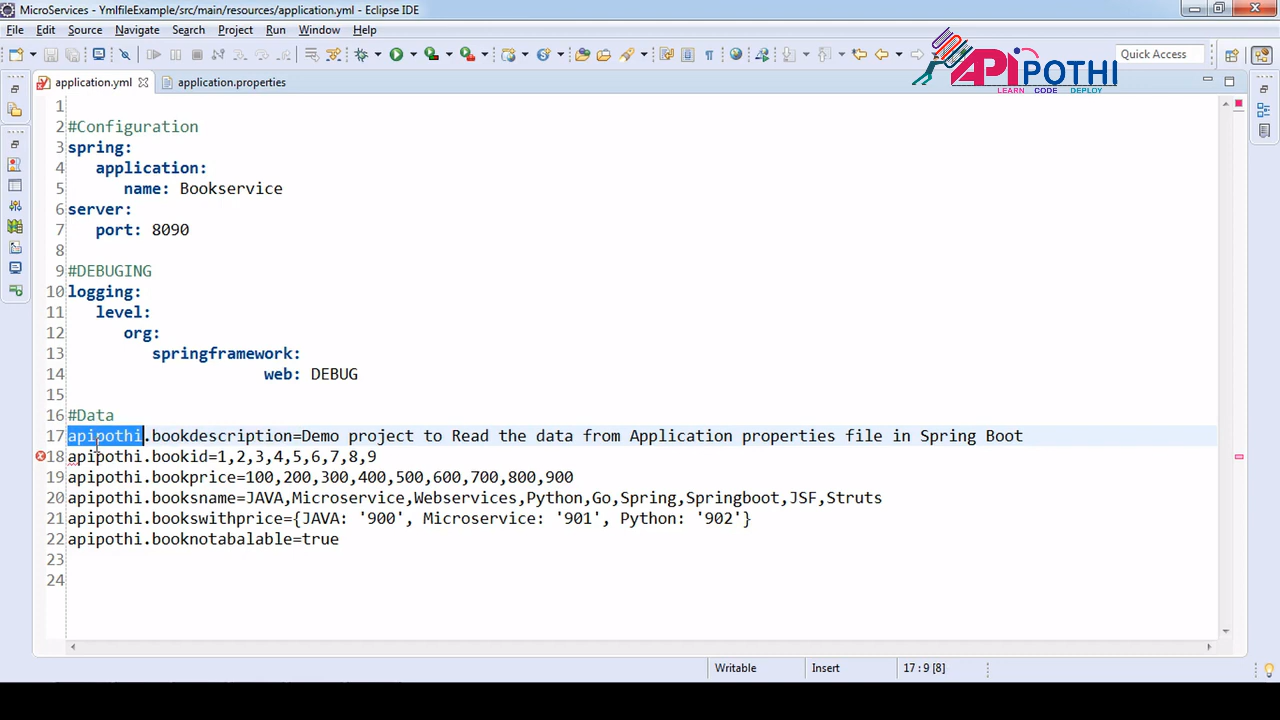 MicroServices - YmlfileExample/src/main/resources/application.yml - Eclipse IDE
File Edit Source Navigate Search Project Run Window Help
Quick Access
APIPOTHI
LEARN CODE DEPLOY
application.yml application.properties
1
2 #Configuration
3 spring:
4 application:
5 name: Bookservice
6 server:
7 port: 8090
8
9 #DEBUGING
10 logging:
11 level:
12 org:
13 springframework:
14 web: DEBUG
15
16 #Data
17 apipothi.bookdescription=Demo project to Read the data from Application properties file in Spring Boot
18 apipothi.bookid=1,2,3,4,5,6,7,8,9
19 apipothi.bookprice=100,200,300,400,500,600,700,800,900
20 apipothi.booksname=JAVA,Microservice,Webservices,Python,Go,Spring,Springboot,JSF,Struts
21 apipothi.bookswithprice={JAVA: '900', Microservice: '901', Python: '902'}
22 apipothi.booknotabalable=true
23
24
Writable Insert 17 : 9 [8]